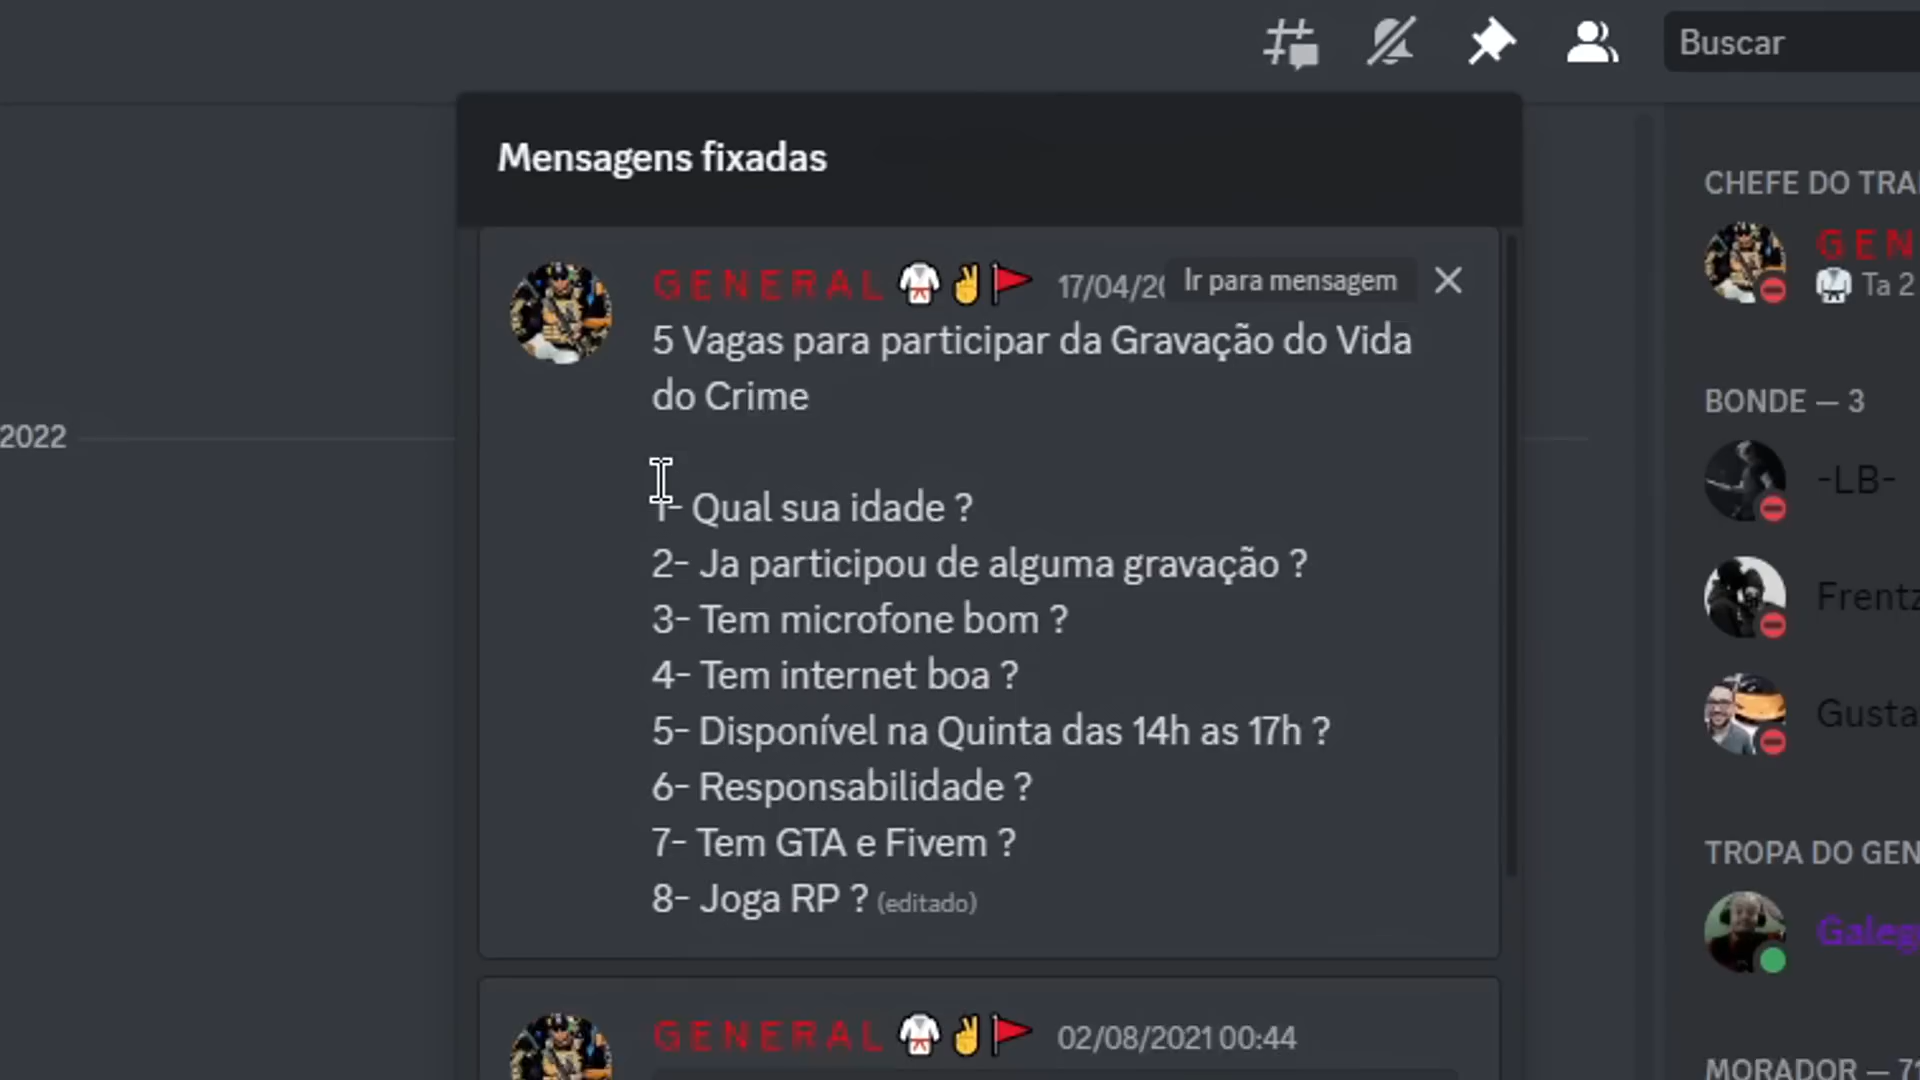 Buscar
Mensagens fixadas
GENERAL 17/04/20 Ir para mensagem
5 Vagas para participar da Gravação do Vida
do Crime
1- Qual sua idade ?
2- Ja participou de alguma gravação ?
3- Tem microfone bom ?
4- Tem internet boa ?
5- Disponível na Quinta das 14h as 17h ?
6- Responsabilidade ?
7- Tem GTA e Fivem ?
8- Joga RP ? (editado)
GENERAL 02/08/2021 00:44
2022
CHEFE DO TRA
GEN
Ta 2
BONDE — 3
-LB-
Frentz
Gusta
TROPA DO GEN
Galeg
MORADOR — 71